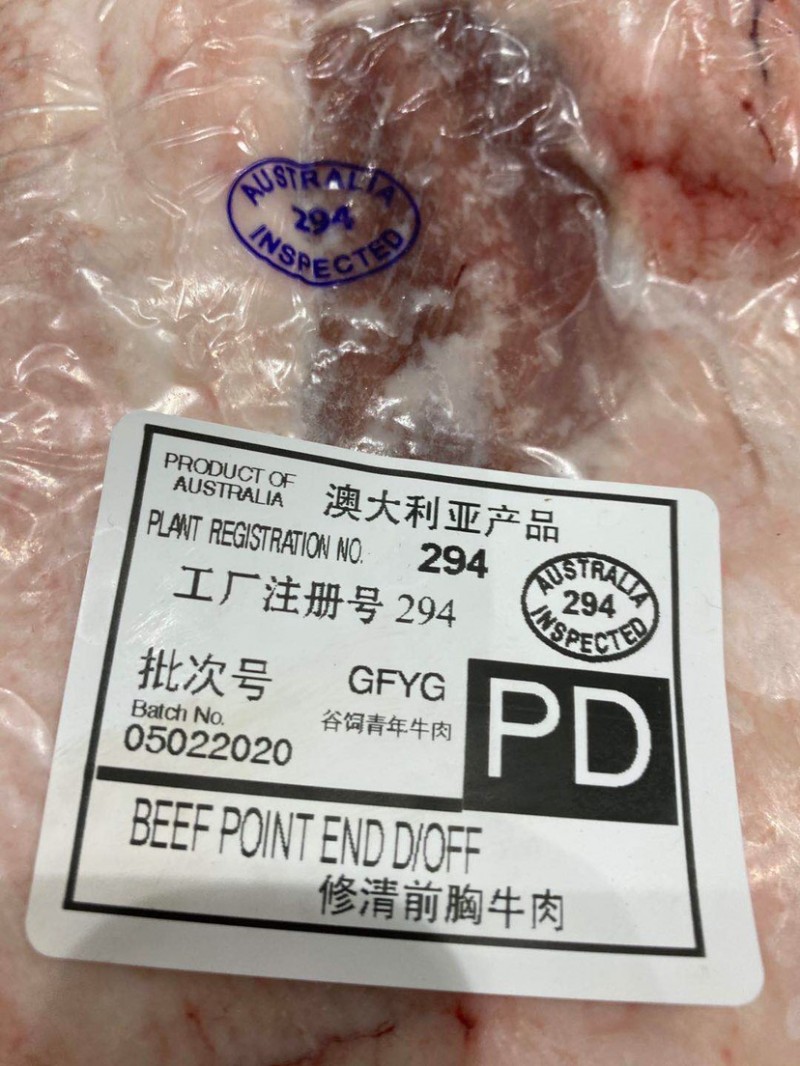 AUSTRALIA
294
INSPECTED
PRODUCT OF
AUSTRALIA
澳大利亚产品
PLANT REGISTRATION NO. 294
工厂注册号 294
AUSTRALIA
294
INSPECTED
批次号
Batch No.
05022020
GFYG
谷饲青年牛肉
PD
BEEF POINT END D/OFF
修清前胸牛肉